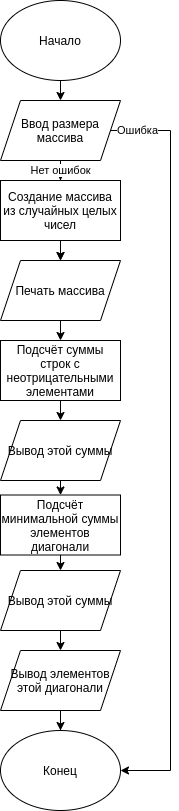 Начало
Ввод размера
массива
Ошибка
Нет ошибок
Создание массива
из случайных целых
чисел
Печать массива
Подсчёт суммы
строк с
неотрицательными
элементами
Вывод этой суммы
Подсчёт
минимальной суммы
элементов
диагонали
Вывод этой суммы
Вывод элементов
этой диагонали
Конец